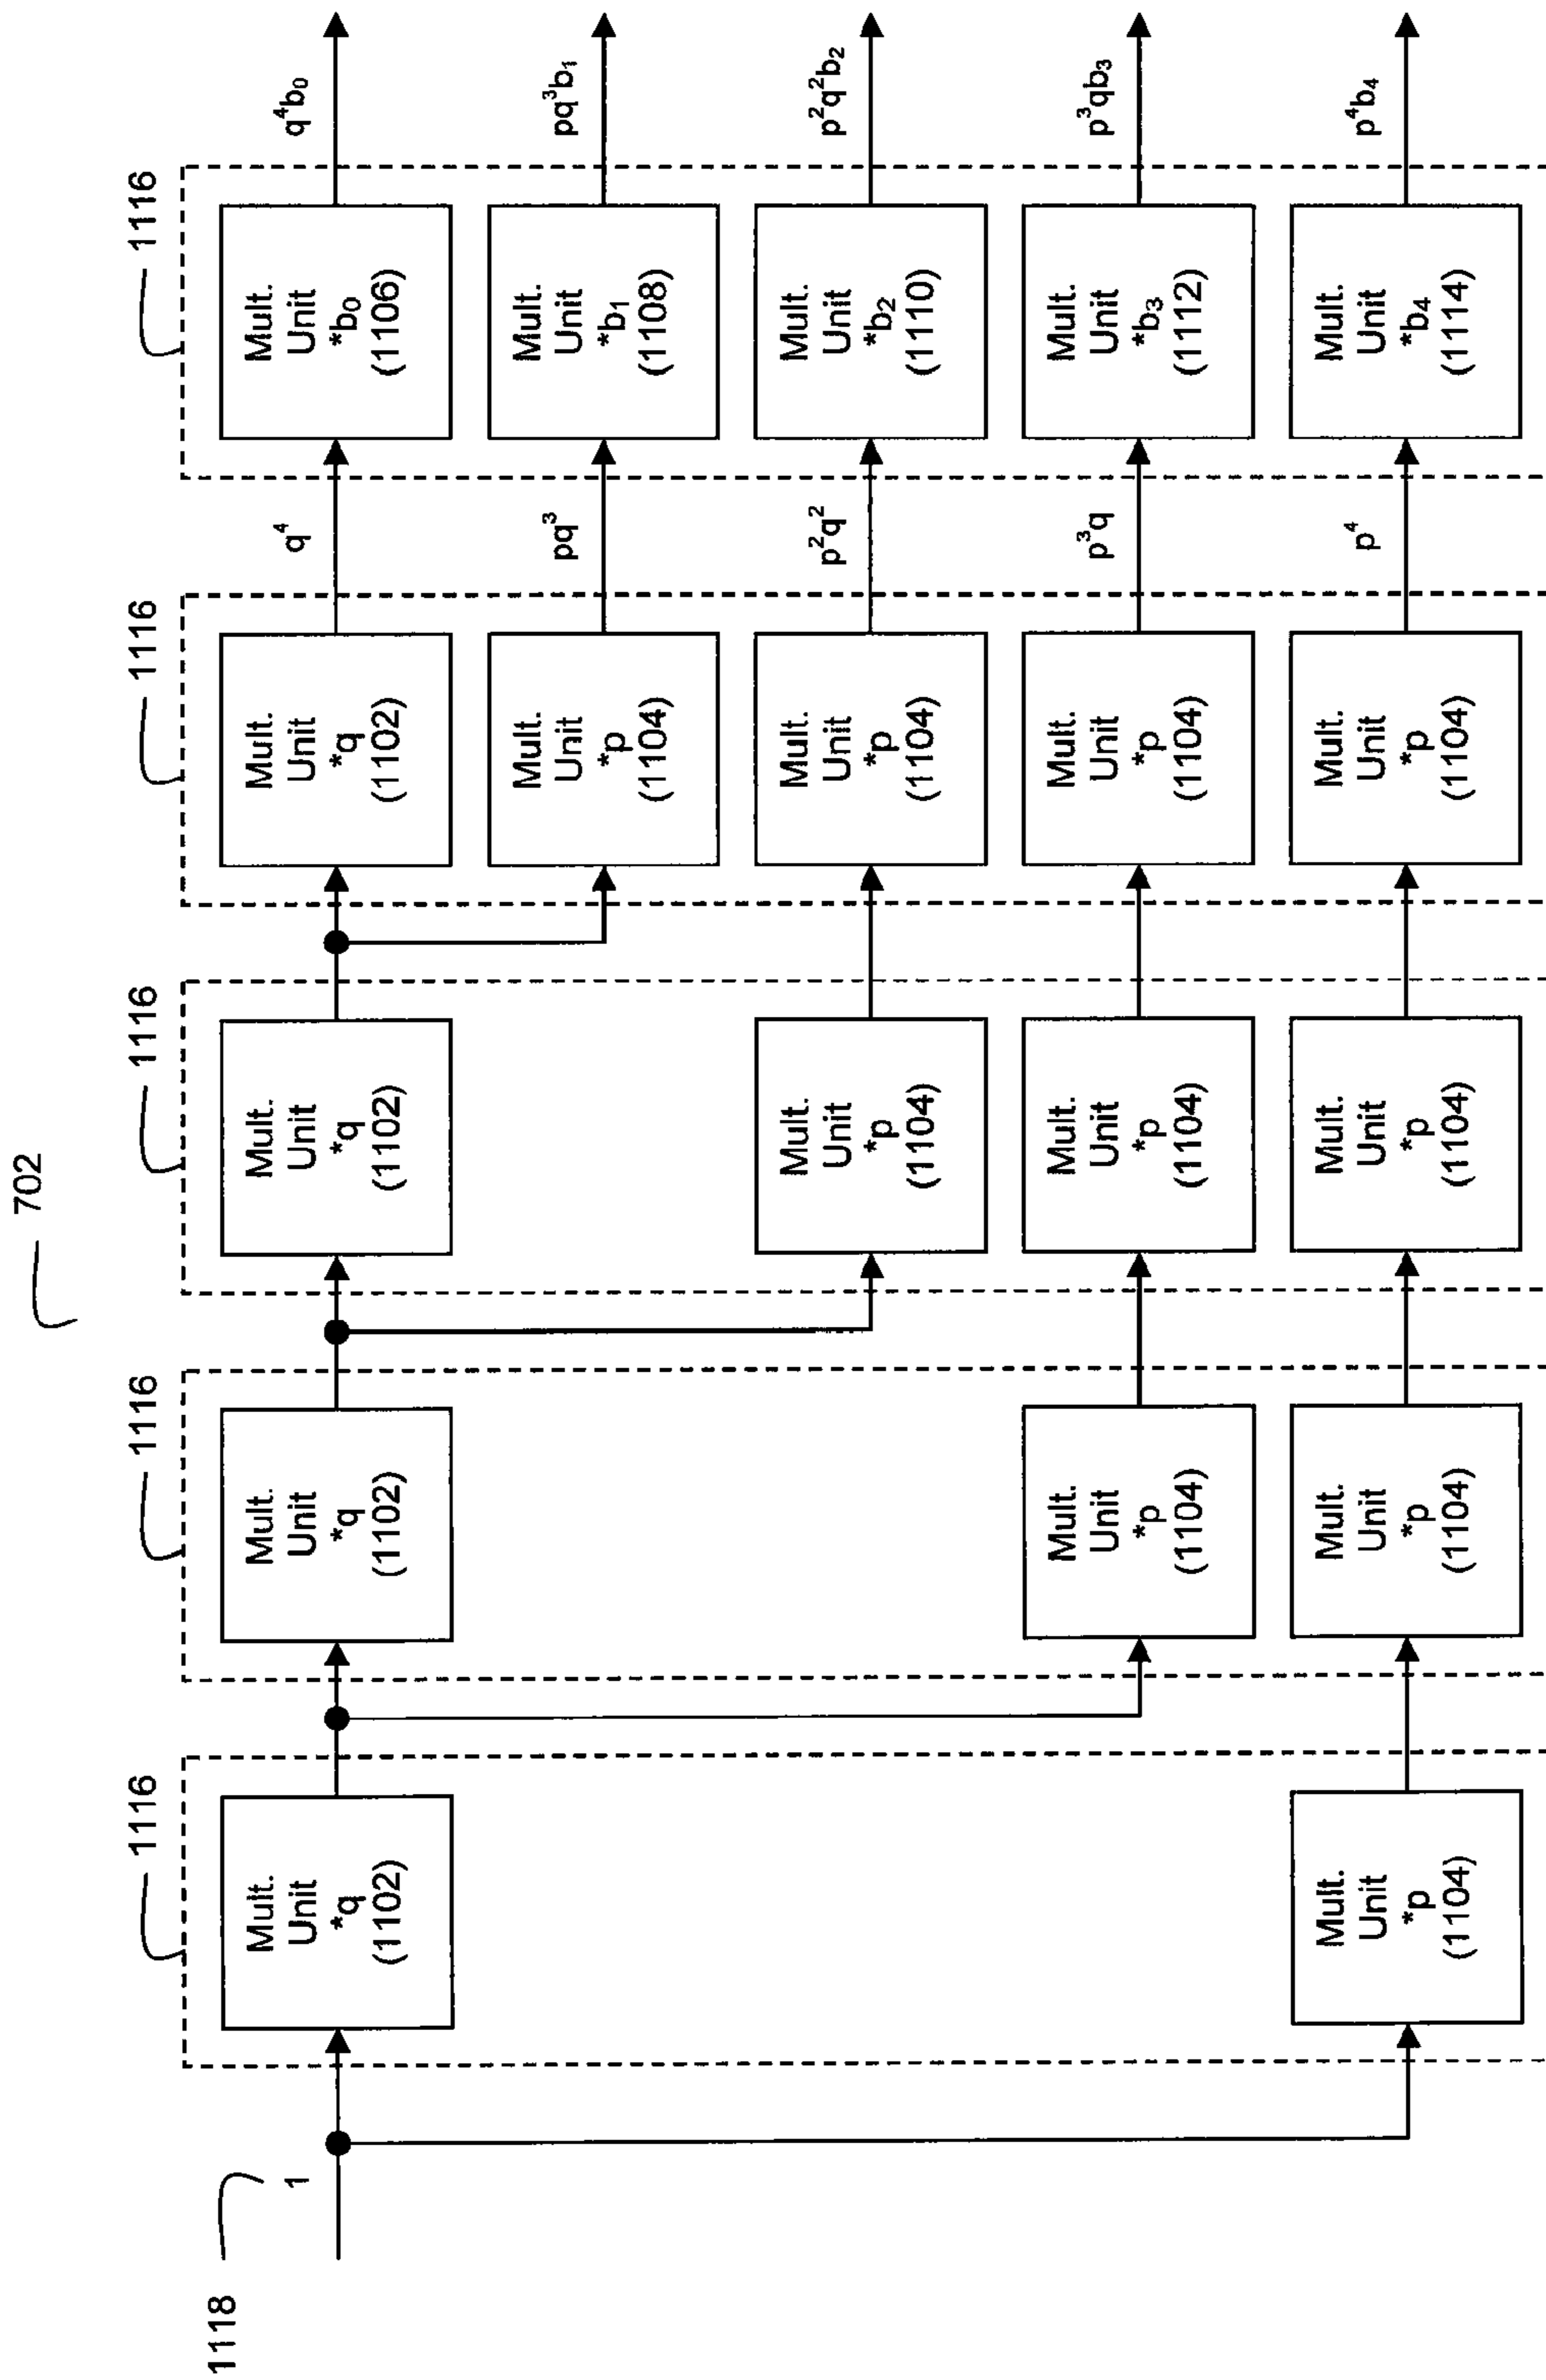 702
1118
1116
1116
1116
1116
1116
1
Mult.
Unit
*q
(1102)
Mult.
Unit
*q
(1102)
Mult.
Unit
*q
(1102)
Mult.
Unit
*q
(1102)
q⁴
Mult.
Unit
*b₀
(1106)
q⁴b₀
Mult.
Unit
*p
(1104)
pq³
Mult.
Unit
*b₁
(1108)
pq³b₁
Mult.
Unit
*p
(1104)
Mult.
Unit
*p
(1104)
p²q²
Mult.
Unit
*b₂
(1110)
p²q²b₂
Mult.
Unit
*p
(1104)
Mult.
Unit
*p
(1104)
Mult.
Unit
*p
(1104)
p³q
Mult.
Unit
*b₃
(1112)
p³qb₃
Mult.
Unit
*p
(1104)
Mult.
Unit
*p
(1104)
Mult.
Unit
*p
(1104)
Mult.
Unit
*p
(1104)
p⁴
Mult.
Unit
*b₄
(1114)
p⁴b₄